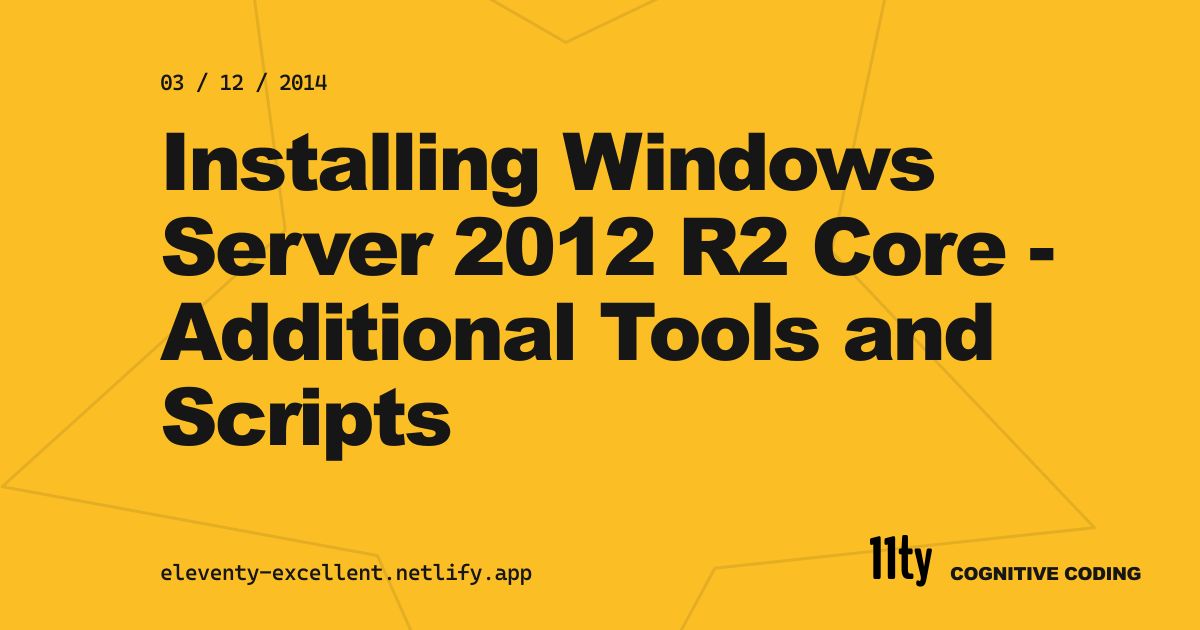 03 / 12 / 2014
Installing Windows
Server 2012 R2 Core -
Additional Tools and
Scripts
eleventy-excellent.netlify.app
11ty
COGNITIVE CODING